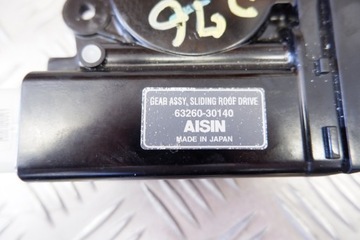 GEAR ASSY, SLIDING ROOF DRIVE
63260-30140
AISIN
MADE IN JAPAN